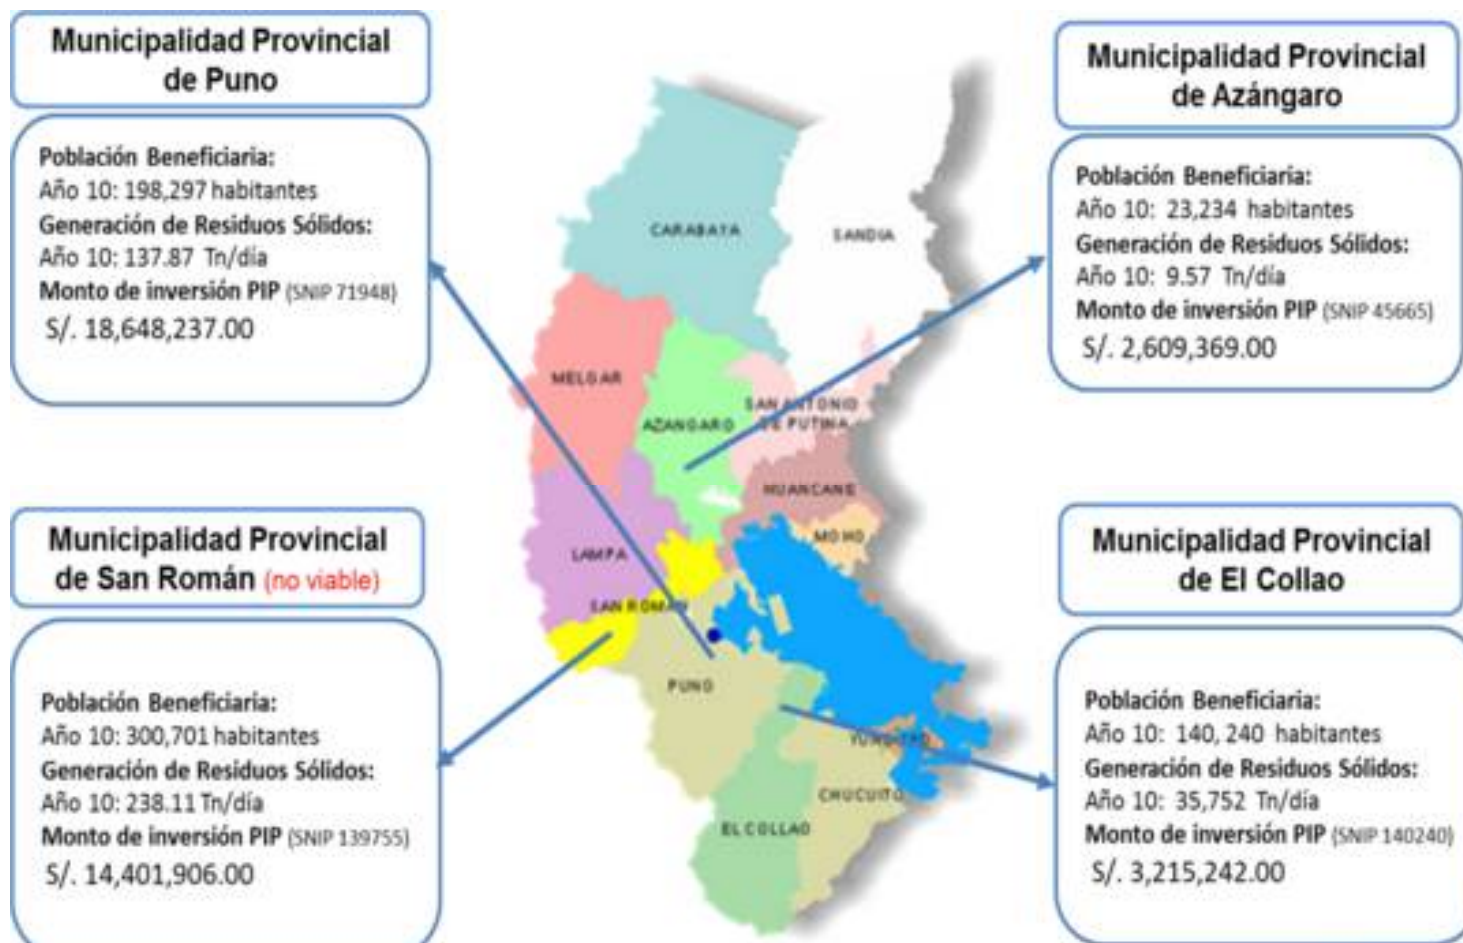 Municipalidad Provincial
de Puno
Población Beneficiaria:
Año 10: 198,297 habitantes
Generación de Residuos Sólidos:
Año 10: 137.87 Tn/día
Monto de inversión PIP (SNIP 71948)
S/. 18,648,237.00
Municipalidad Provincial
de Azángaro
Población Beneficiaria:
Año 10: 23,234 habitantes
Generación de Residuos Sólidos:
Año 10: 9.57 Tn/día
Monto de inversión PIP (SNIP 45665)
S/. 2,609,369.00
CARABAYA
SANDIA
MELGAR
AZANGARO
SAN ANTONIO
DE PUTINA
HUANCANE
MOHO
LAMPA
SAN ROMAN
PUNO
YUNGUYO
CHUCUITO
EL COLLAO
Municipalidad Provincial
de San Román (no viable)
Población Beneficiaria:
Año 10: 300,701 habitantes
Generación de Residuos Sólidos:
Año 10: 238.11 Tn/día
Monto de inversión PIP (SNIP 139755)
S/. 14,401,906.00
Municipalidad Provincial
de El Collao
Población Beneficiaria:
Año 10: 140, 240 habitantes
Generación de Residuos Sólidos:
Año 10: 35,752 Tn/día
Monto de inversión PIP (SNIP 140240)
S/. 3,215,242.00